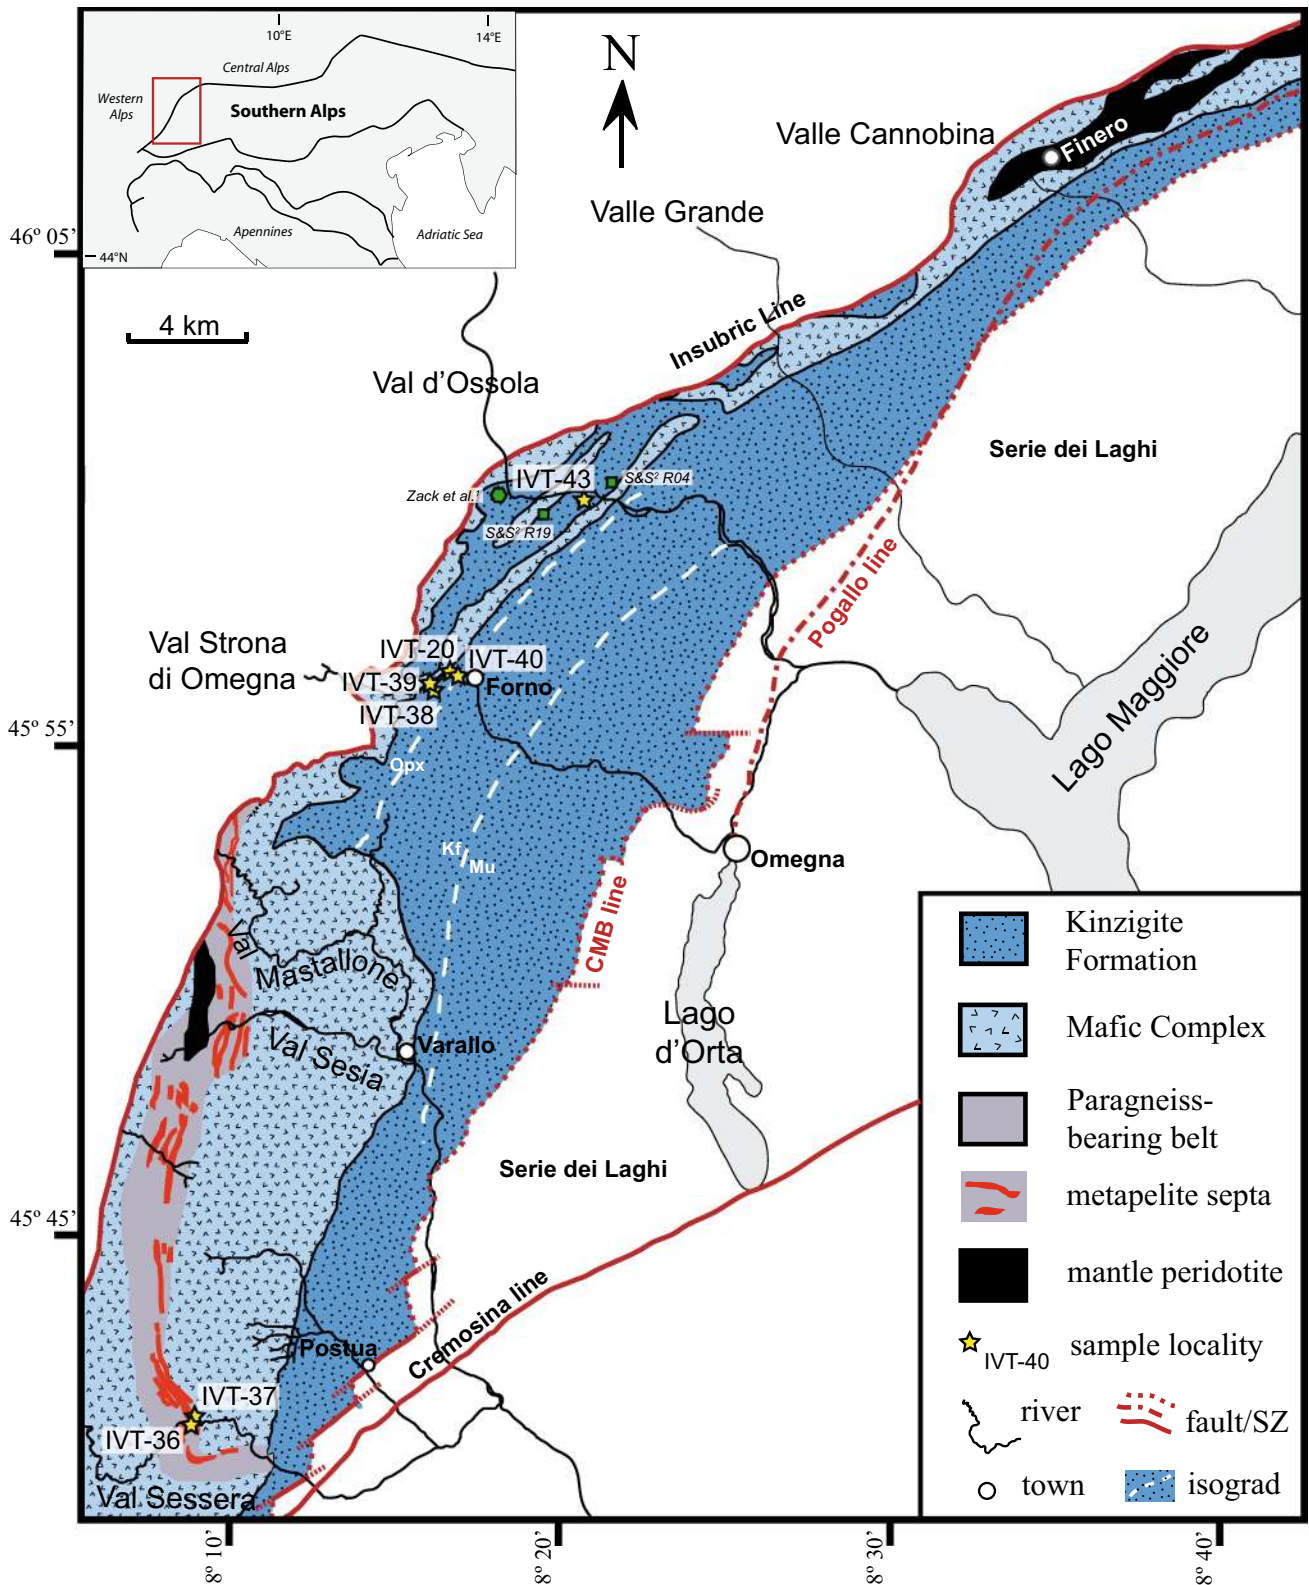 10°E
14°E
Central Alps
Western
Alps
Southern Alps
Apennines
Adriatic Sea
44°N
N
Valle Cannobina
Finero
Valle Grande
46° 05’
4 km
Insubric Line
Val d’Ossola
Serie dei Laghi
IVT-43
S&S² R04
Zack et al.¹
S&S² R19
Pogallo line
Val Strona
di Omegna
IVT-20
IVT-40
IVT-39
Forno
IVT-38
45° 55’
Lago Maggiore
Opx
Kf
Mu
Omegna
CMB line
Val
Mastallone
Lago
d’Orta
Varallo
Val Sesia
Serie dei Laghi
45° 45’
Cremosina line
Postua
IVT-37
IVT-36
Val Sessera
Kinzigite
Formation
Mafic Complex
Paragneiss-
bearing belt
metapelite septa
mantle peridotite
sample locality
IVT-40
river
fault/SZ
town
isograd
8° 10’
8° 20’
8° 30’
8° 40’